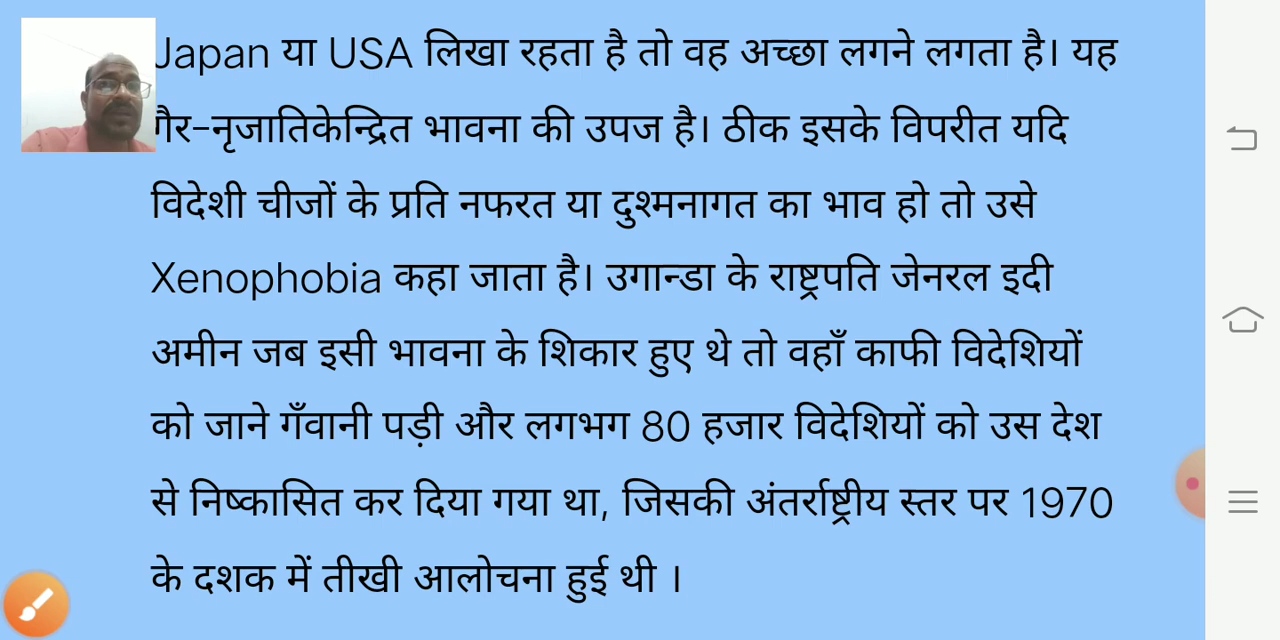 Japan या USA लिखा रहता है तो वह अच्छा लगने लगता है। यह
गैर-नृजातिकेन्द्रित भावना की उपज है। ठीक इसके विपरीत यदि
विदेशी चीजों के प्रति नफरत या दुश्मनागत का भाव हो तो उसे
Xenophobia कहा जाता है। उगान्डा के राष्ट्रपति जेनरल इदी
अमीन जब इसी भावना के शिकार हुए थे तो वहाँ काफी विदेशियों
को जाने गँवानी पड़ी और लगभग 80 हजार विदेशियों को उस देश
से निष्कासित कर दिया गया था, जिसकी अंतर्राष्ट्रीय स्तर पर 1970
के दशक में तीखी आलोचना हुई थी ।